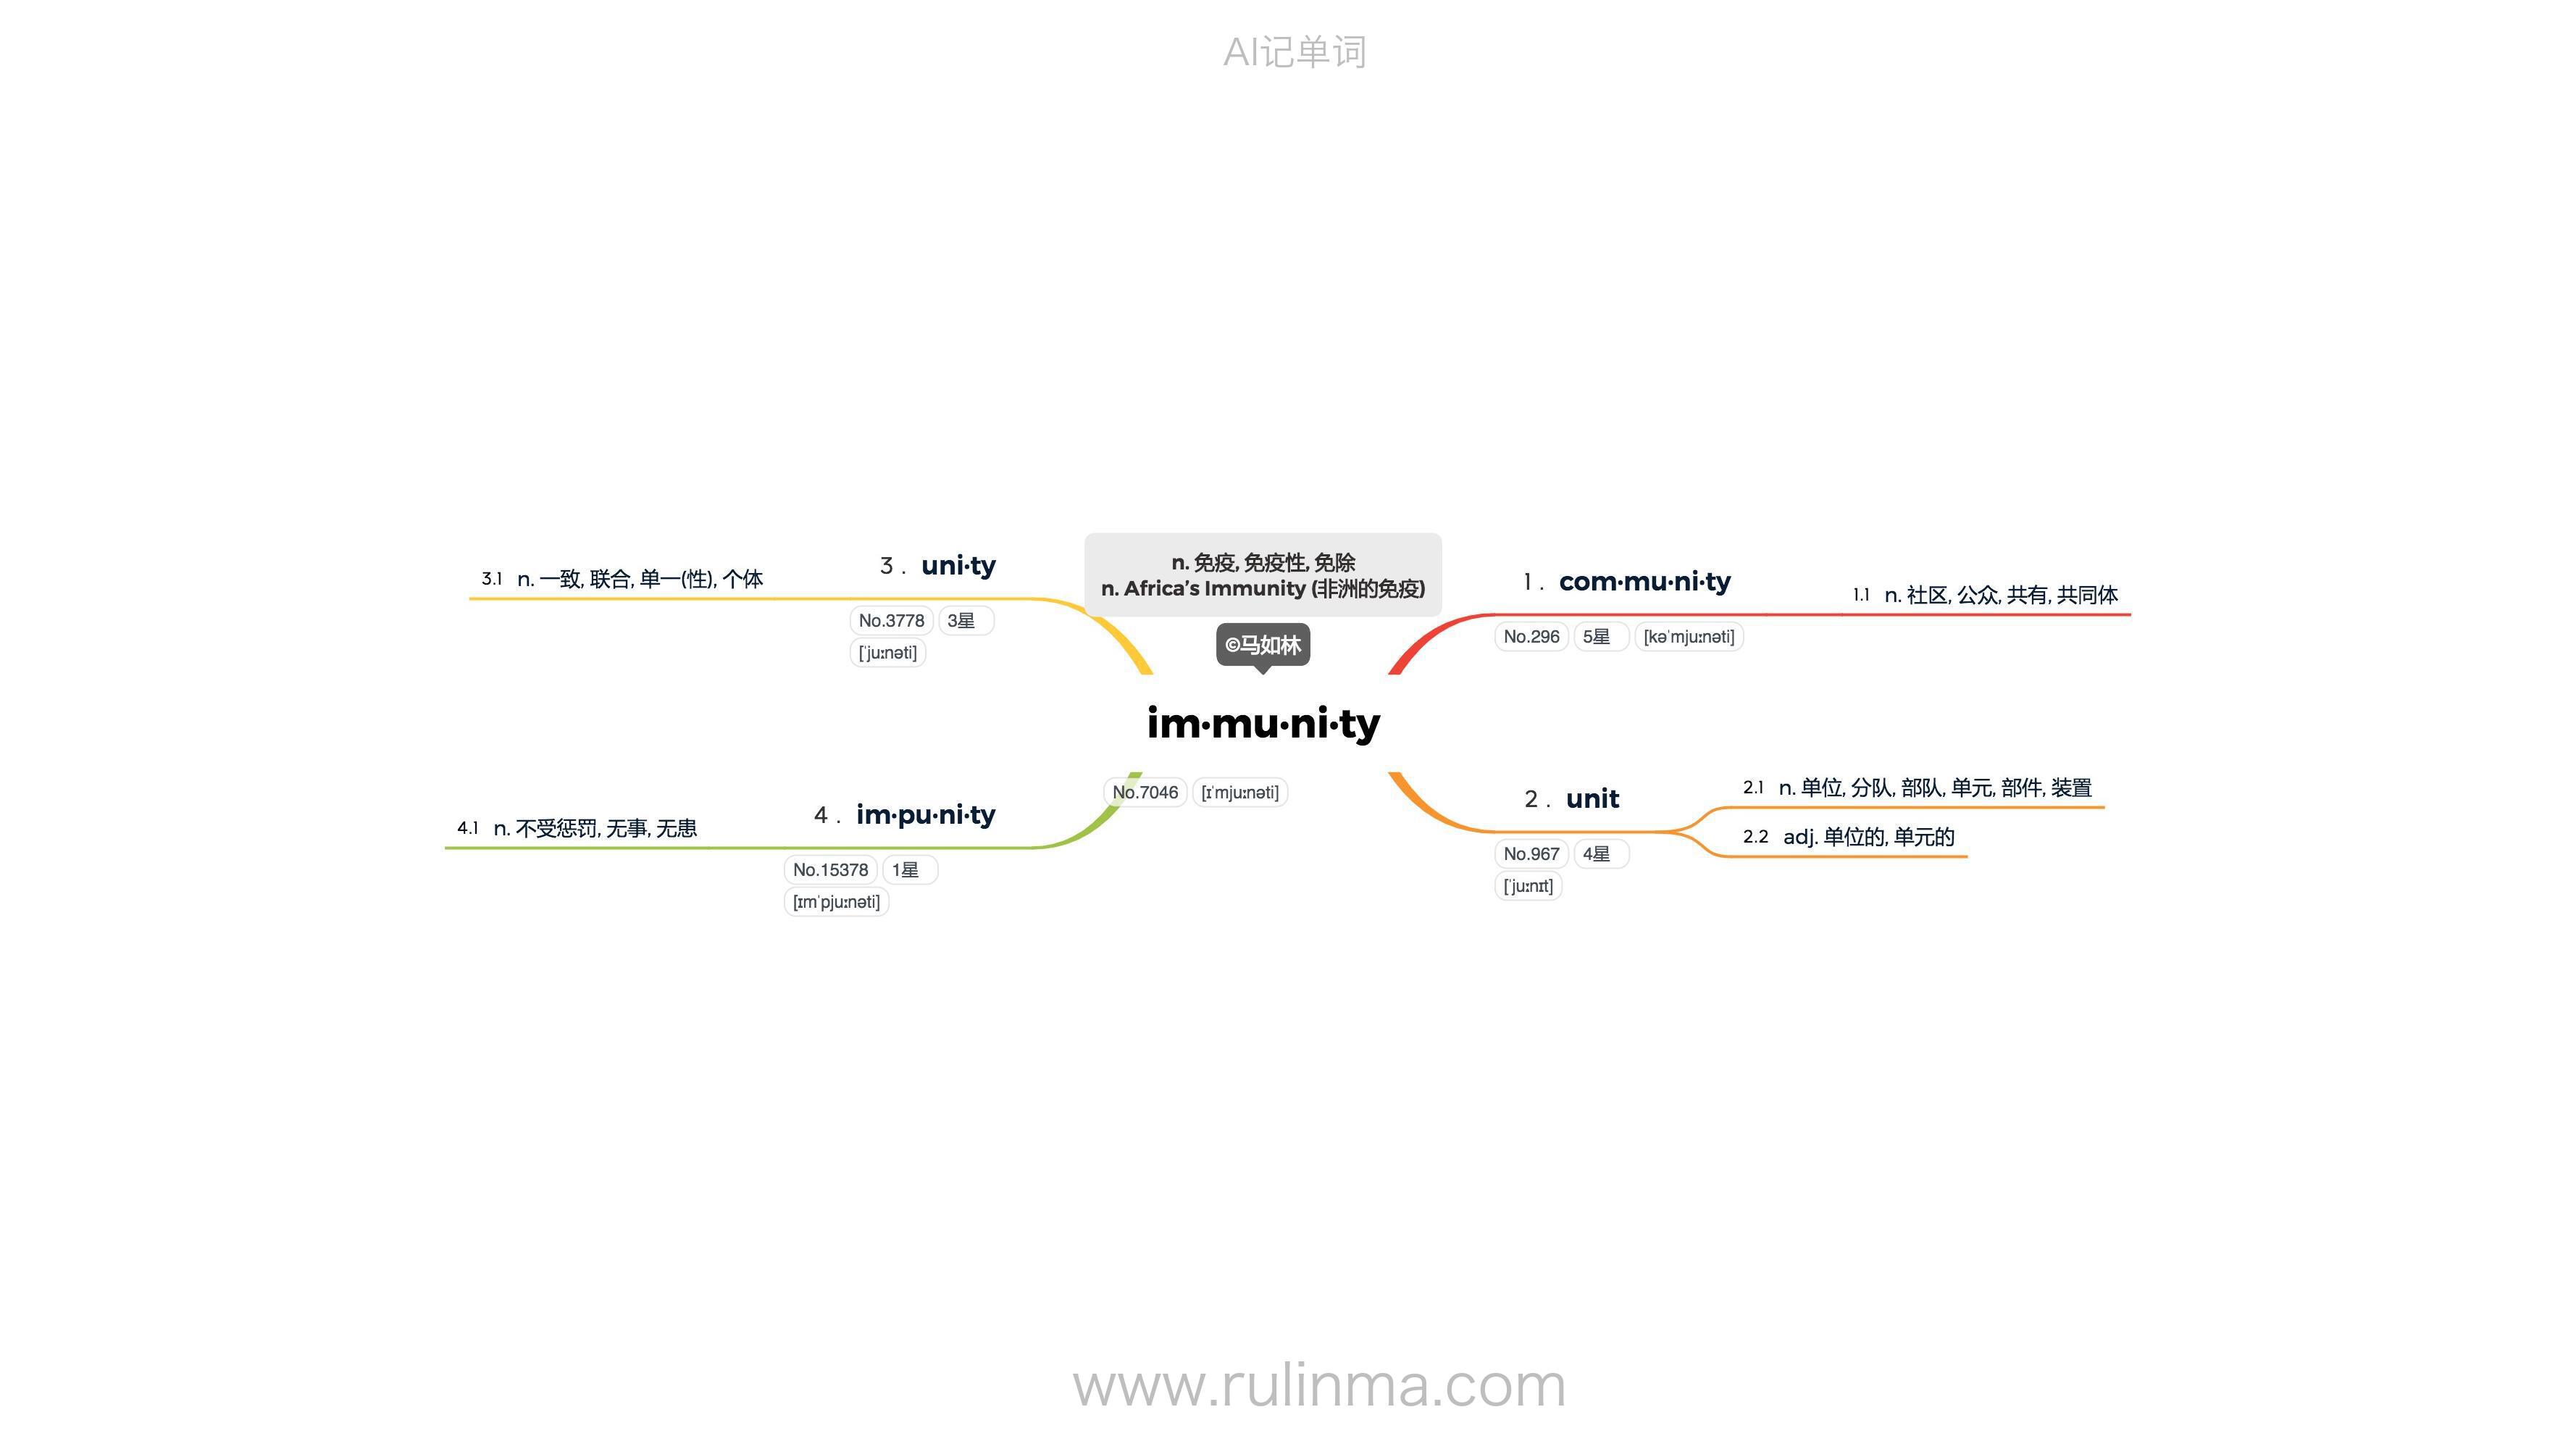 AI记单词
n. 免疫, 免疫性, 免除
n. Africa’s Immunity (非洲的免疫)
©马如林
im·mu·ni·ty
No.7046 [ɪˈmjuːnəti]
1 . com·mu·ni·ty
No.296 5星 [kəˈmjuːnəti]
1.1 n. 社区, 公众, 共有, 共同体
2 . unit
No.967 4星
[ˈjuːnɪt]
2.1 n. 单位, 分队, 部队, 单元, 部件, 装置
2.2 adj. 单位的, 单元的
3 . uni·ty
No.3778 3星
[ˈjuːnəti]
3.1 n. 一致, 联合, 单一(性), 个体
4 . im·pu·ni·ty
No.15378 1星
[ɪmˈpjuːnəti]
4.1 n. 不受惩罚, 无事, 无患
www.rulinma.com